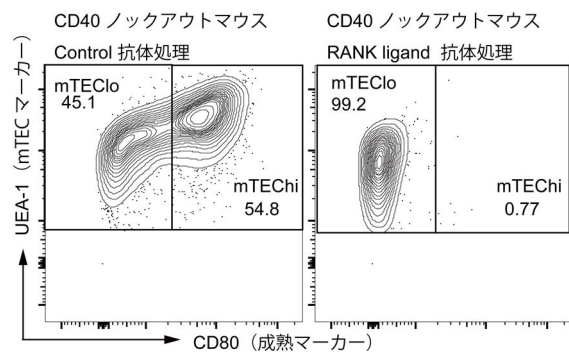 CD40 ノックアウトマウス
Control 抗体処理
CD40 ノックアウトマウス
RANK ligand 抗体処理
mTEClo
45.1
mTEChi
54.8
mTEClo
99.2
mTEChi
0.77
UEA-1（mTEC マーカー）
CD80（成熟マーカー）